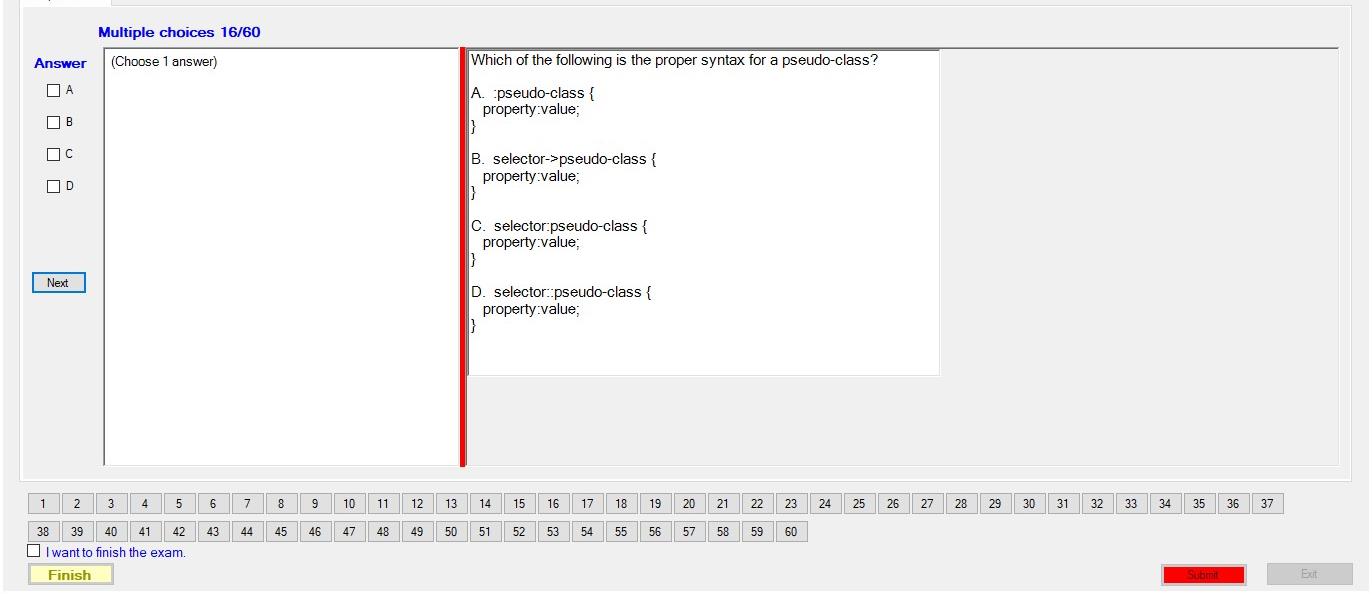 Multiple choices 16/60
Answer
(Choose 1 answer)
A
B
C
D
Next
Which of the following is the proper syntax for a pseudo-class?
A. :pseudo-class {
property:value;
}
B. selector->pseudo-class {
property:value;
}
C. selector:pseudo-class {
property:value;
}
D. selector::pseudo-class {
property:value;
}
1 2 3 4 5 6 7 8 9 10 11 12 13 14 15 16 17 18 19 20 21 22 23 24 25 26 27 28 29 30 31 32 33 34 35 36 37
38 39 40 41 42 43 44 45 46 47 48 49 50 51 52 53 54 55 56 57 58 59 60
I want to finish the exam.
Finish
Submit
Exit